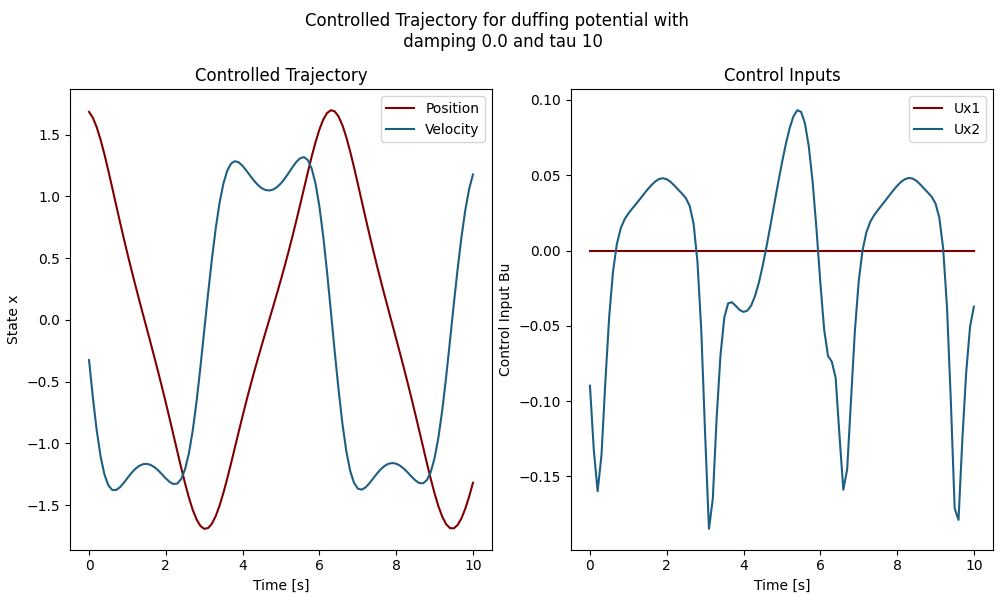 Controlled Trajectory for duffing potential with
damping 0.0 and tau 10
Controlled Trajectory
Position
Velocity
1.5
1.0
0.5
0.0
−0.5
−1.0
−1.5
State x
0 2 4 6 8 10
Time [s]
Control Inputs
Ux1
Ux2
0.10
0.05
0.00
−0.05
−0.10
−0.15
Control Input Bu
0 2 4 6 8 10
Time [s]